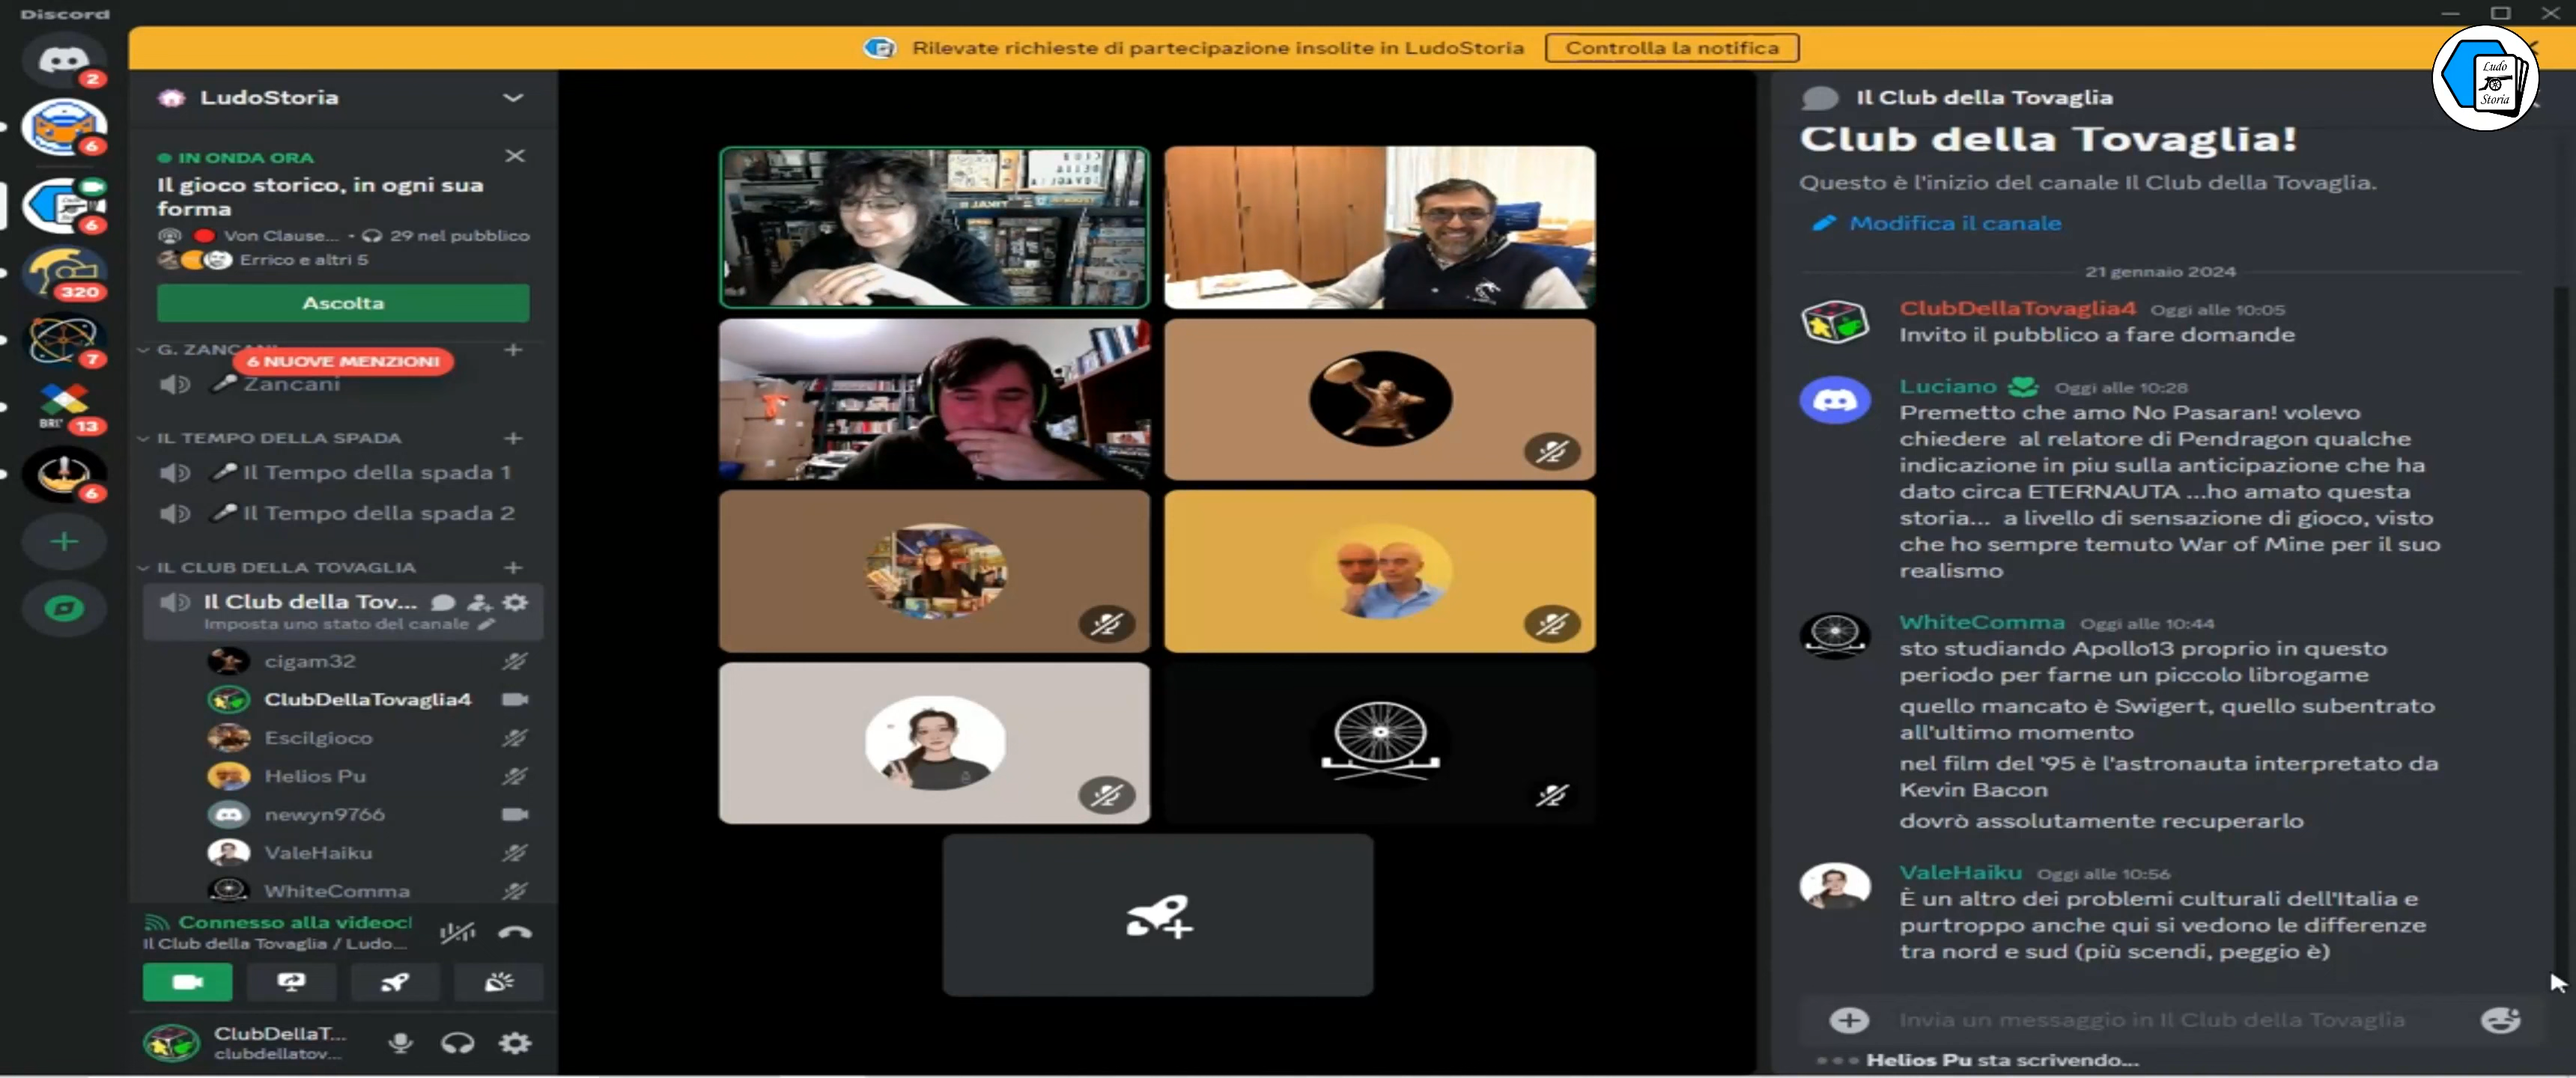 Discord
Rilevate richieste di partecipazione insolite in LudoStoria
Controlla la notifica
Ludo
Storia
2
6
6
320
7
BRI'
13
6
LudoStoria
IN ONDA ORA
Il gioco storico, in ogni sua
forma
Von Clause... • 29 nel pubblico
Errico e altri 5
Ascolta
G. ZANC
6 NUOVE MENZIONI
Zancani
IL TEMPO DELLA SPADA
Il Tempo della spada 1
Il Tempo della spada 2
IL CLUB DELLA TOVAGLIA
Il Club della Tov...
Imposta uno stato del canale
cigam32
ClubDellaTovaglia4
Escilgioco
Helios Pu
newyn9766
ValeHaiku
WhiteComma
Connesso alla videocl
Il Club della Tovaglia / Ludo...
ClubDellaT...
clubdellatov...
Il Club della Tovaglia
Club della Tovaglia!
Questo è l'inizio del canale Il Club della Tovaglia.
Modifica il canale
21 gennaio 2024
ClubDellaTovaglia4 Oggi alle 10:05
Invito il pubblico a fare domande
Luciano Oggi alle 10:28
Premetto che amo No Pasaran! volevo
chiedere al relatore di Pendragon qualche
indicazione in piu sulla anticipazione che ha
dato circa ETERNAUTA ...ho amato questa
storia... a livello di sensazione di gioco, visto
che ho sempre temuto War of Mine per il suo
realismo
WhiteComma Oggi alle 10:44
sto studiando Apollo13 proprio in questo
periodo per farne un piccolo librogame
quello mancato è Swigert, quello subentrato
all'ultimo momento
nel film del '95 è l'astronauta interpretato da
Kevin Bacon
dovrò assolutamente recuperarlo
ValeHaiku Oggi alle 10:56
È un altro dei problemi culturali dell'Italia e
purtroppo anche qui si vedono le differenze
tra nord e sud (più scendi, peggio è)
Invia un messaggio in Il Club della Tovaglia
Helios Pu sta scrivendo...